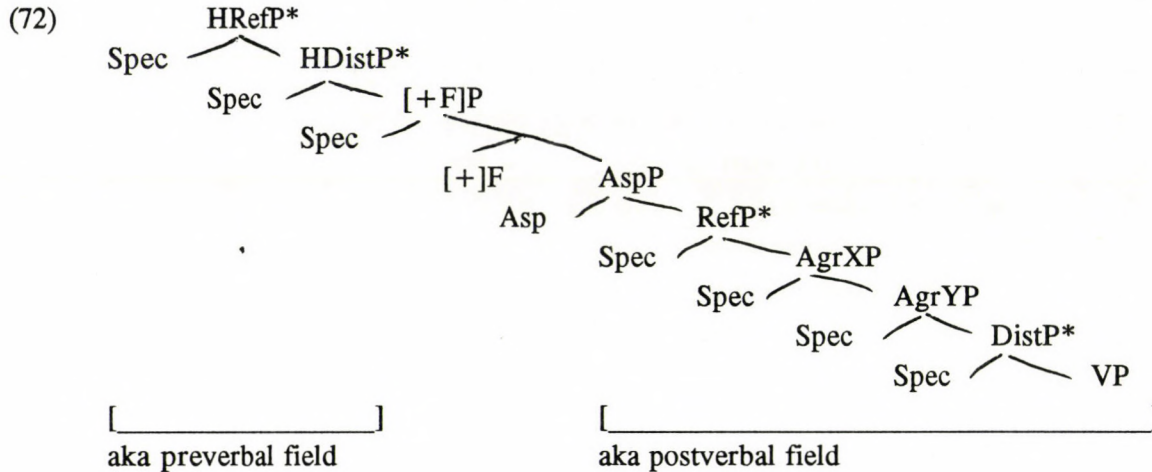 (72) HRefP*
Spec HDistP*
Spec [+F]P
Spec
[+]F AspP
Asp RefP*
Spec AgrXP
Spec AgrYP
Spec DistP*
Spec VP
[ ] [
aka preverbal field aka postverbal field